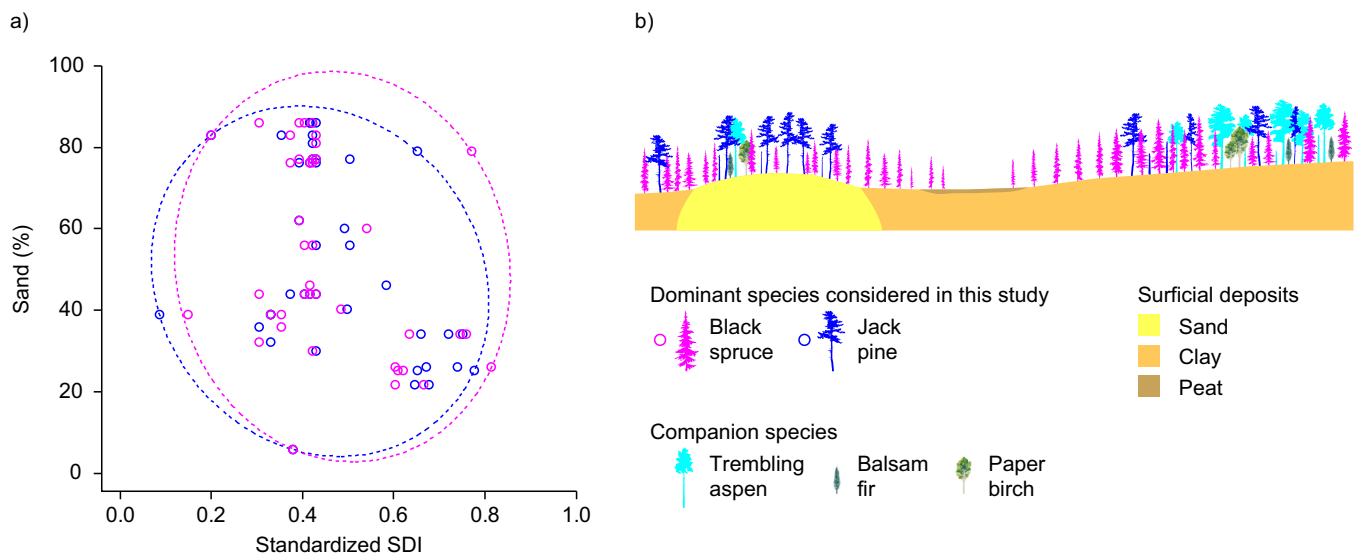 a)
100
80
60
40
20
0
Sand (%)
0.0 0.2 0.4 0.6 0.8 1.0
Standardized SDI
b)
Dominant species considered in this study
Black
spruce
Jack
pine
Companion species
Trembling
aspen
Balsam
fir
Paper
birch
Surficial deposits
Sand
Clay
Peat